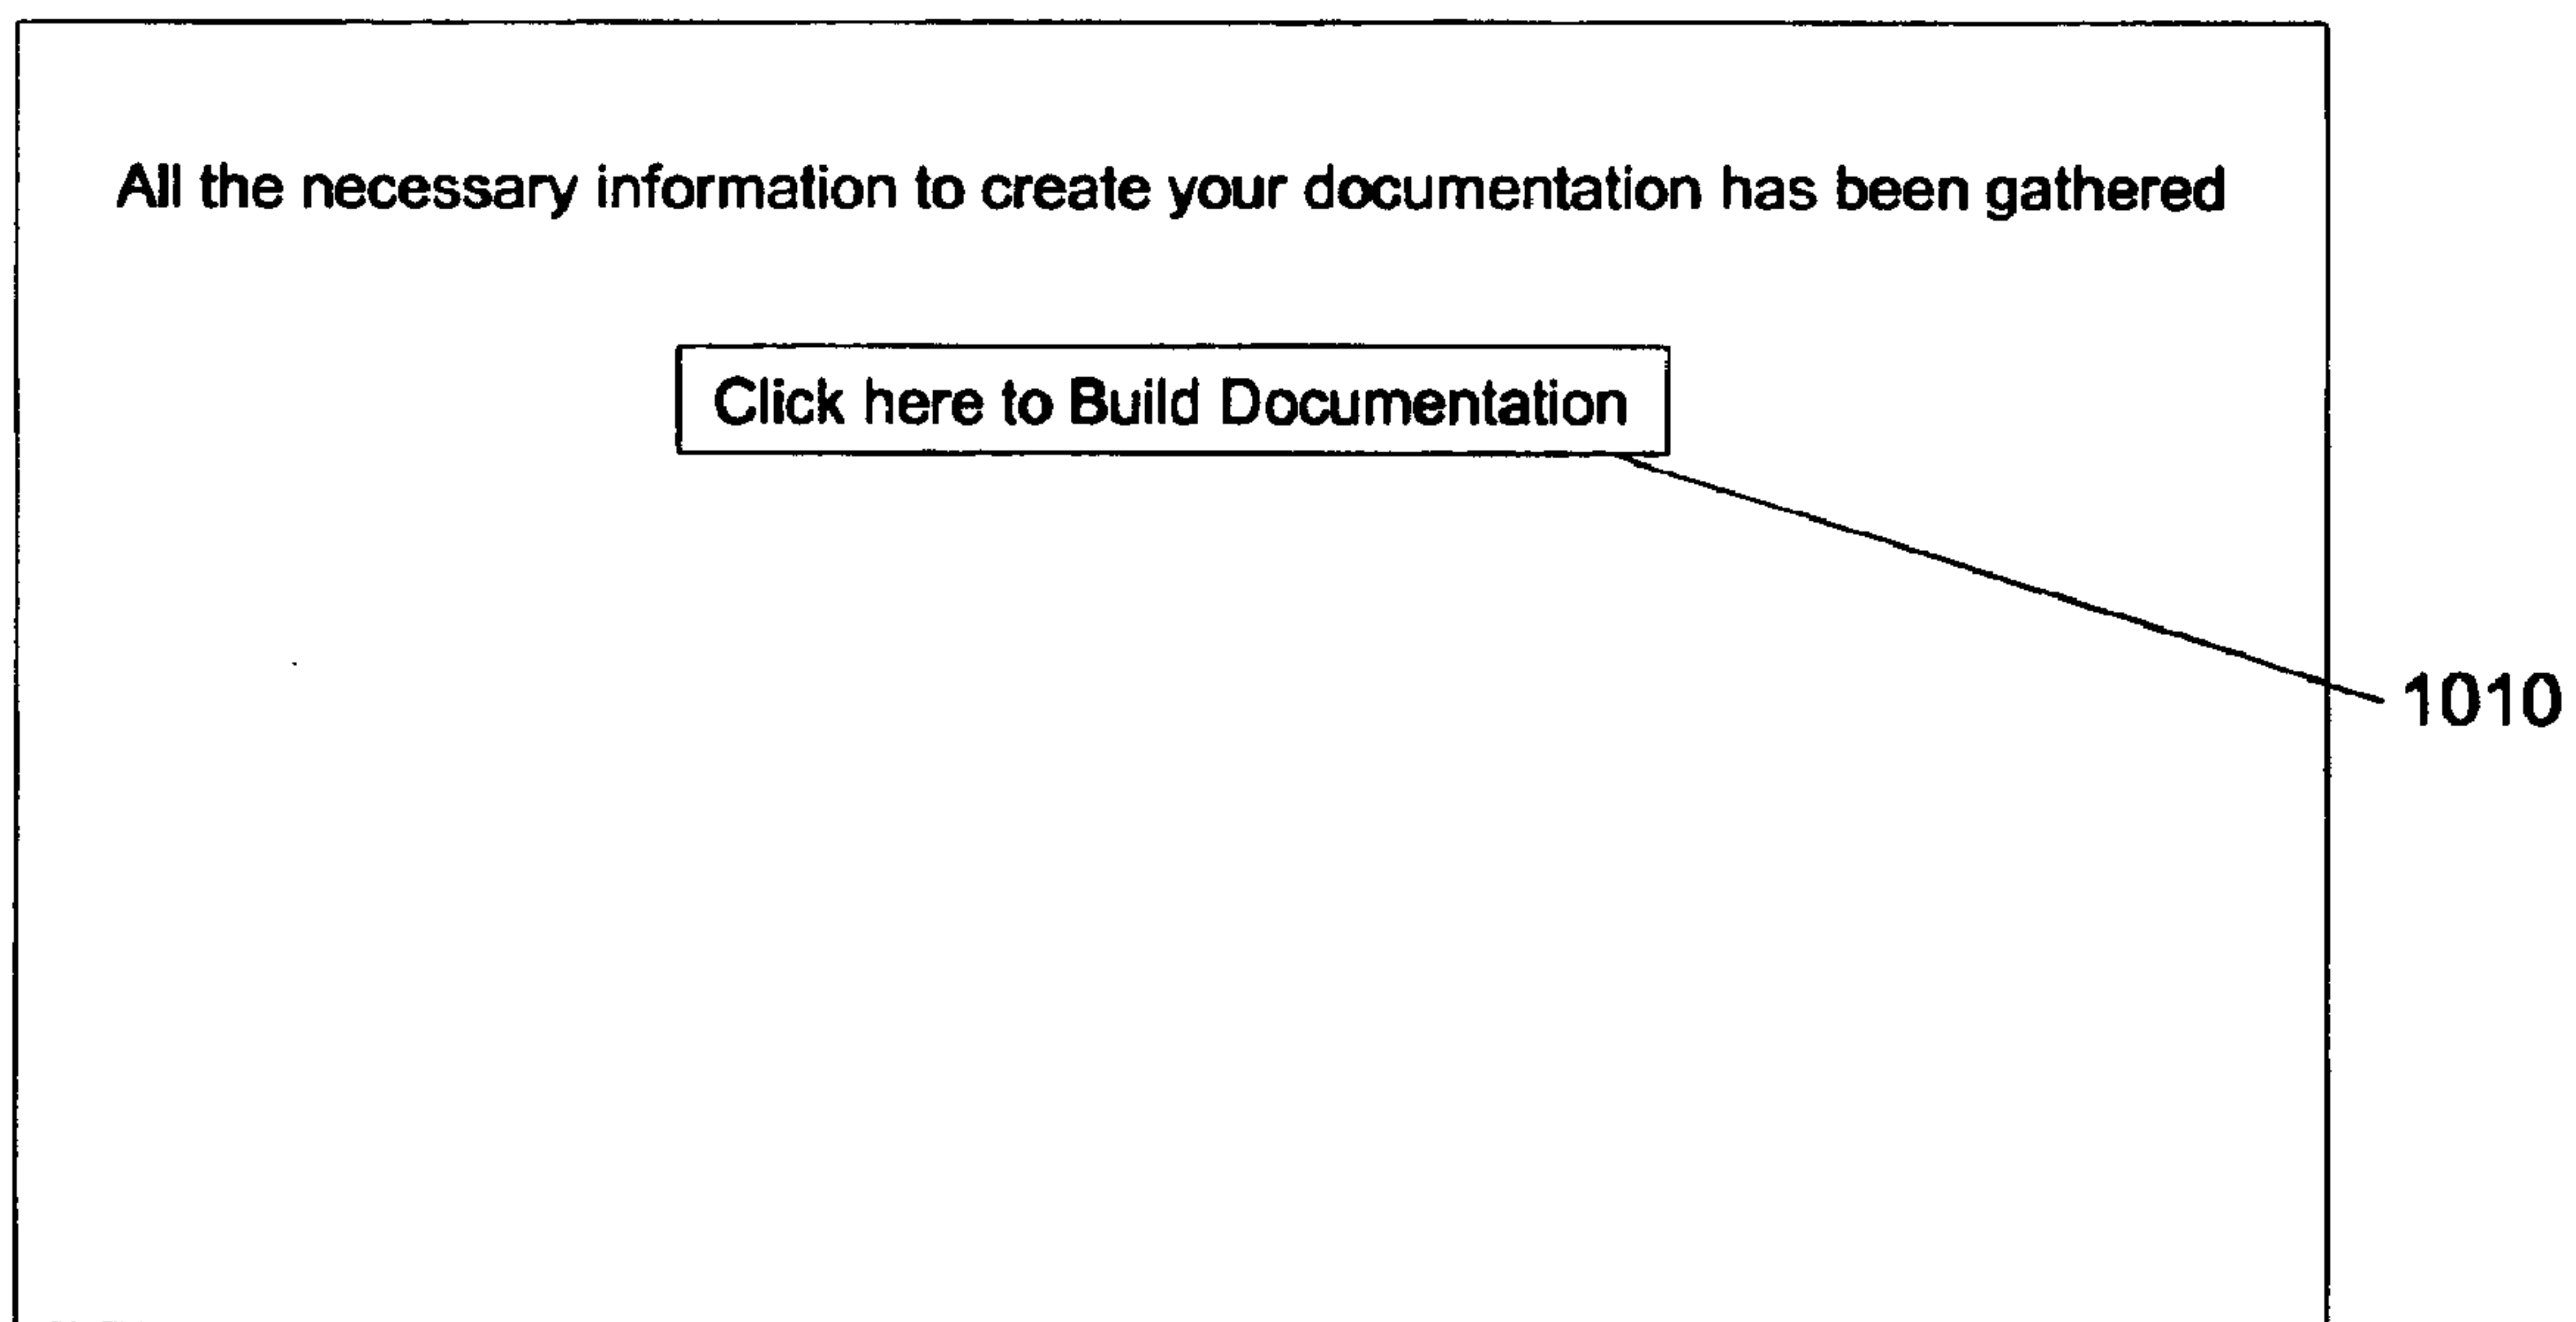 All the necessary information to create your documentation has been gathered
Click here to Build Documentation
1010